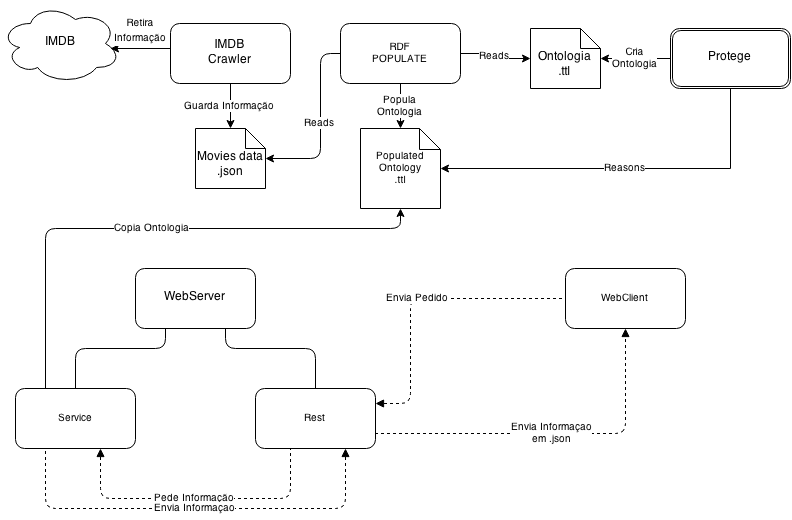 IMDB
Retira
Informação
IMDB
Crawler
RDF
POPULATE
Reads
Ontologia
.ttl
Cria
Ontologia
Protege
Guarda Informação
Reads
Popula
Ontologia
Movies data
.json
Populated
Ontology
.ttl
Reasons
Copia Ontologia
WebServer
Envia Pedido
WebClient
Service
Rest
Envia Informaçao
em .json
Pede Informação
Envia Informaçao